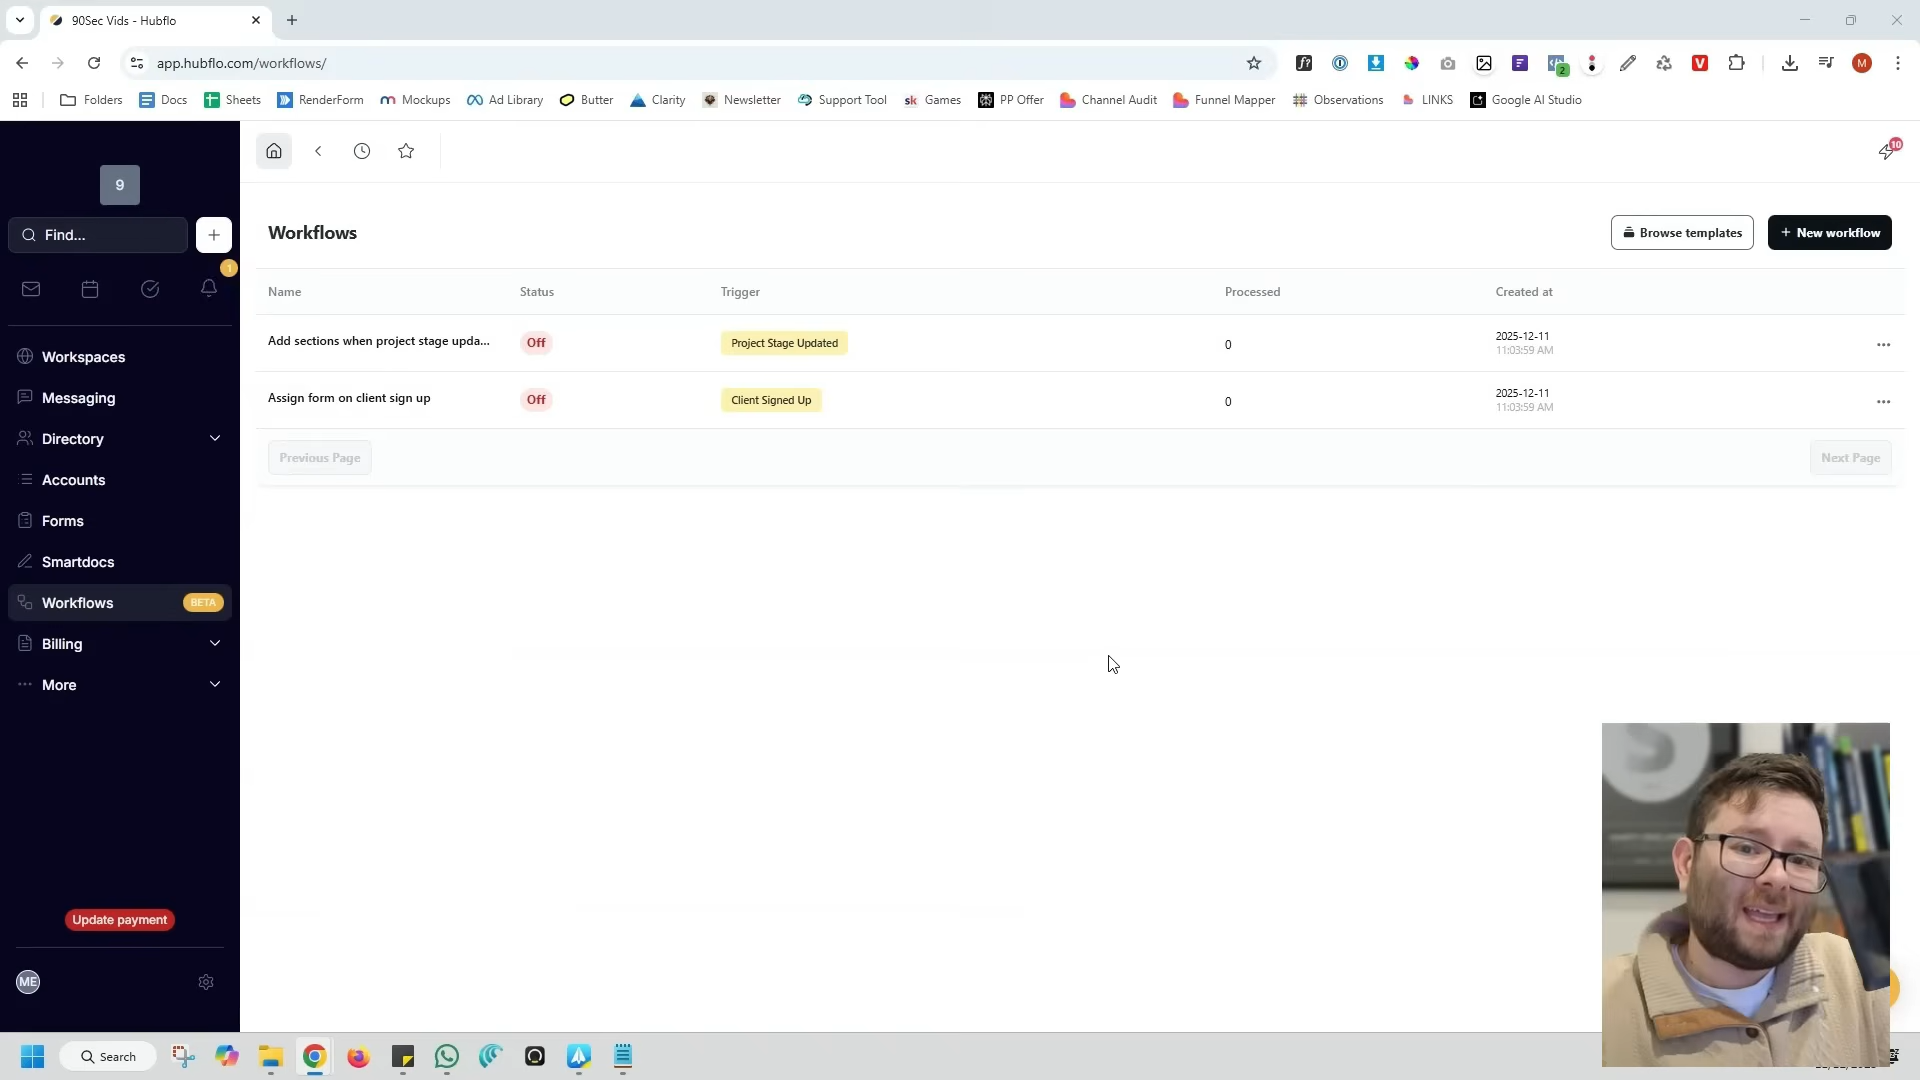 90Sec Vids - Hubflo
app.hubflo.com/workflows/
2
M
Folders
Docs
Sheets
RenderForm
Mockups
Ad Library
Butter
Clarity
Newsletter
Support Tool
sk Games
PP Offer
Channel Audit
Funnel Mapper
Observations
LINKS
Google AI Studio
10
9
Find...
1
Workspaces
Messaging
Directory
Accounts
Forms
Smartdocs
Workflows BETA
Billing
More
Update payment
ME
Workflows
Browse templates
New workflow
Name Status Trigger Processed Created at
Add sections when project stage upda... Off Project Stage Updated 0 2025-12-11
11:03:59 AM
Assign form on client sign up Off Client Signed Up 0 2025-12-11
11:03:59 AM
Previous Page
Next Page
Search